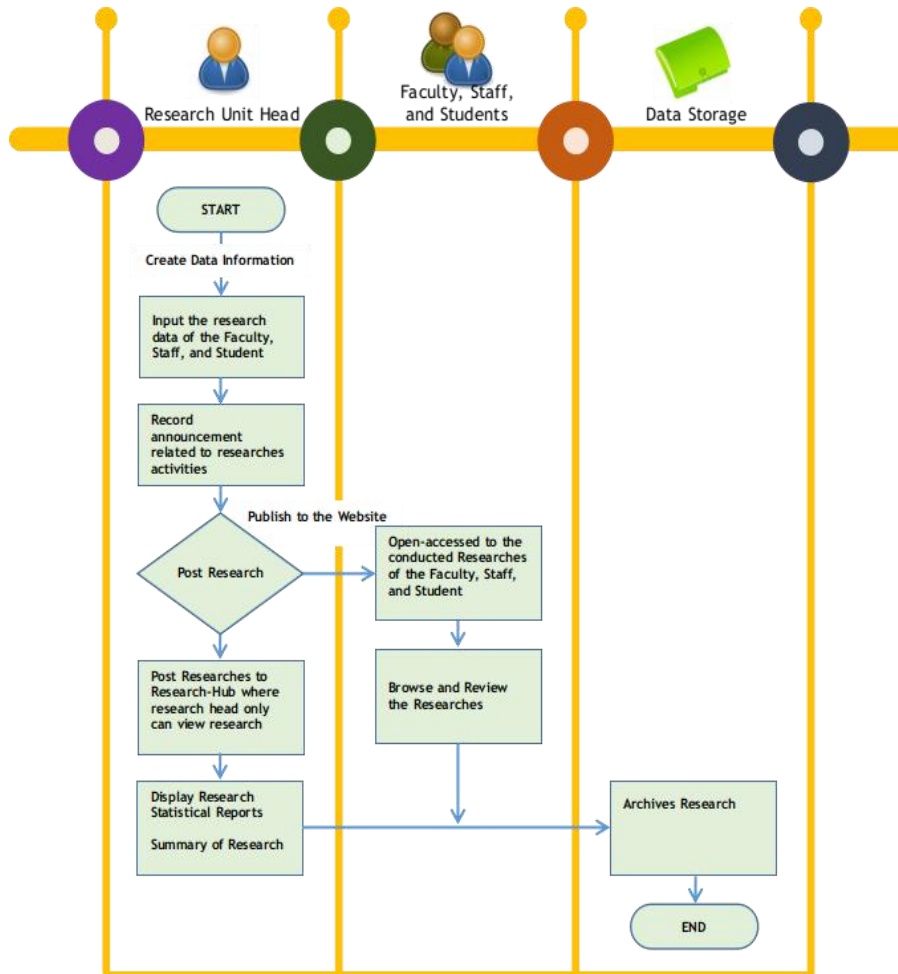 Research Unit Head
Faculty, Staff,
and Students
Data Storage
START
Create Data Information
Input the research
data of the Faculty,
Staff, and Student
Record
announcement
related to researches
activities
Publish to the Website
Post Research
Open-accessed to the
conducted Researches
of the Faculty, Staff,
and Student
Post Researches to
Research-Hub where
research head only
can view research
Browse and Review
the Researches
Display Research
Statistical Reports
Summary of Research
Archives Research
END